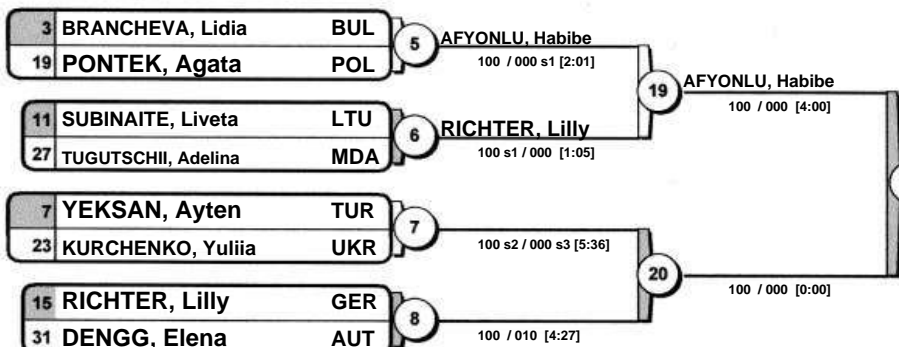 3 BRANCHEVA, Lidia BUL
19 PONTEK, Agata POL
5
AFYONLU, Habibe
100 / 000 s1 [2:01]
11 SUBINAITE, Liveta LTU
27 TUGUTSCHII, Adelina MDA
6
RICHTER, Lilly
100 s1 / 000 [1:05]
19
AFYONLU, Habibe
100 / 000 [4:00]
7 YEKSAN, Ayten TUR
23 KURCHENKO, Yuliia UKR
7
100 s2 / 000 s3 [5:36]
15 RICHTER, Lilly GER
31 DENGG, Elena AUT
8
100 / 010 [4:27]
20
100 / 000 [0:00]